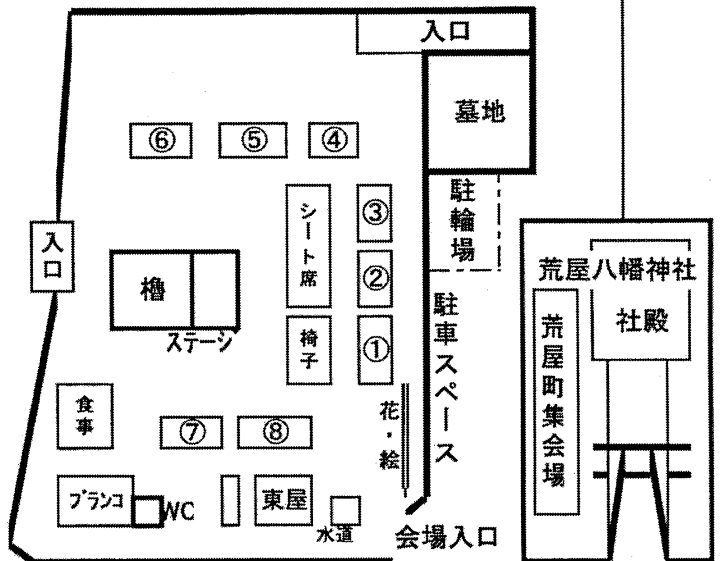 入口
墓地
⑥
⑤
④
③
②
①
シート席
駐輪場
入口
櫓
ステージ
椅子
駐車スペース
荒屋八幡神社
社殿
荒屋町集会場
食事
⑦
⑧
花・絵
ブランコ
WC
東屋
水道
会場入口